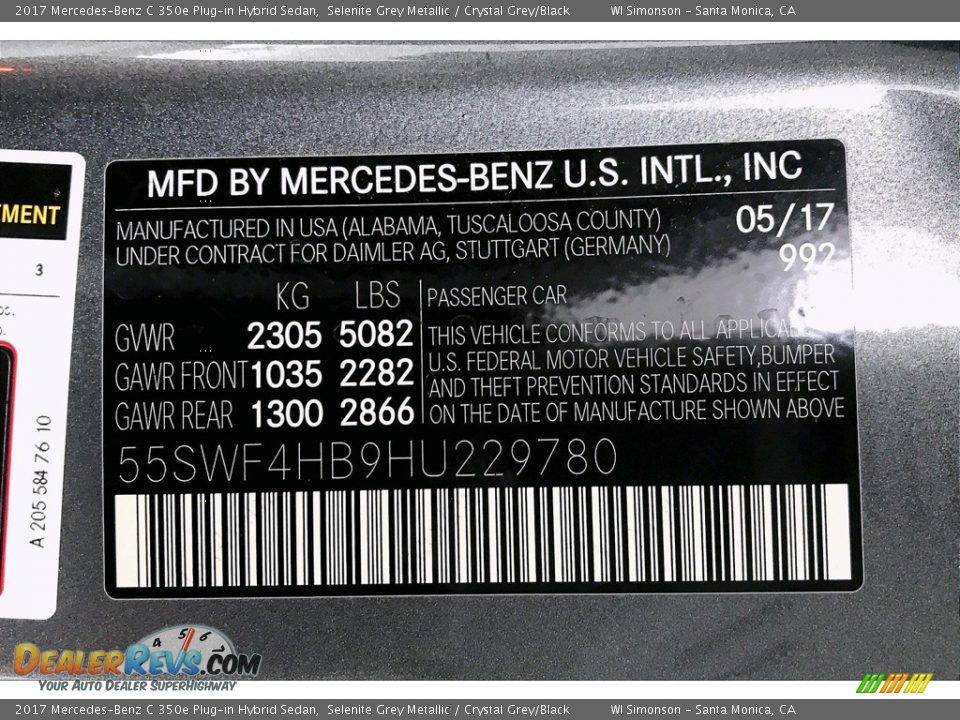 2017 Mercedes-Benz C 350e Plug-in Hybrid Sedan, Selenite Grey Metallic / Crystal Grey/Black WI Simonson - Santa Monica, CA
MFD BY MERCEDES-BENZ U.S. INTL., INC
MANUFACTURED IN USA (ALABAMA, TUSCALOOSA COUNTY) 05/17
UNDER CONTRACT FOR DAIMLER AG, STUTTGART (GERMANY) 992
KG LBS
GVWR 2305 5082
GAWR FRONT 1035 2282
GAWR REAR 1300 2866
PASSENGER CAR
THIS VEHICLE CONFORMS TO ALL
U.S. FEDERAL MOTOR VEHICLE SAFETY,BUMPER
AND THEFT PREVENTION STANDARDS IN EFFECT
ON THE DATE OF MANUFACTURE SHOWN ABOVE
55SWF4HB9HU229780
3
A 205 584 76 10
4 5 6
DEALERREVS.COM
YOUR AUTO DEALER SUPERHIGHWAY
2017 Mercedes-Benz C 350e Plug-in Hybrid Sedan, Selenite Grey Metallic / Crystal Grey/Black WI Simonson - Santa Monica, CA